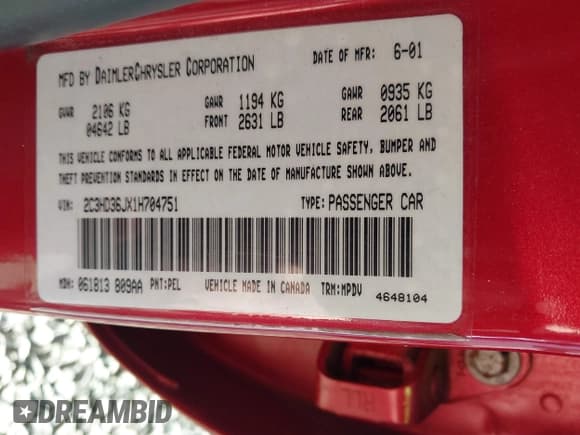 MFD BY DAIMLERCHRYSLER CORPORATION DATE OF MFR: 6-01
GVWR 2106 KG GAWR 1194 KG GAWR 0935 KG
04642 LB FRONT 2631 LB REAR 2061 LB
THIS VEHICLE CONFORMS TO ALL APPLICABLE FEDERAL MOTOR VEHICLE SAFETY, BUMPER AND
THEFT PREVENTION STANDARDS IN EFFECT ON THE DATE OF MANUFACTURE SHOWN ABOVE.
VIN: 2C3HD36JX1H704751 TYPE: PASSENGER CAR
MDH: 061813 809AA PNT:PEL VEHICLE MADE IN CANADA TRM:MPDV
4648104
RLL
DREAMBID